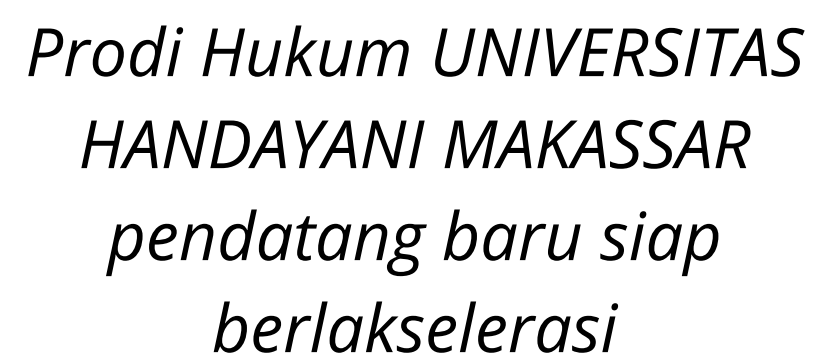 Prodi Hukum UNIVERSITAS
HANDAYANI MAKASSAR
pendatang baru siap
berlakselerasi